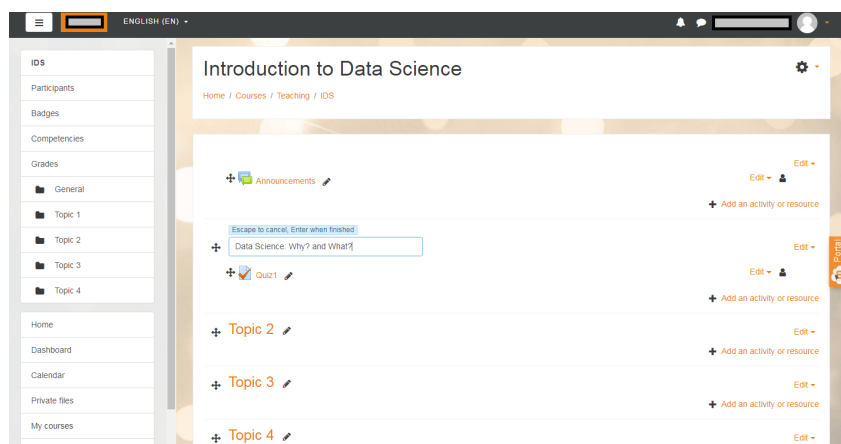 ENGLISH (EN)
IDS
Participants
Badges
Competencies
Grades
General
Topic 1
Topic 2
Topic 3
Topic 4
Home
Dashboard
Calendar
Private files
My courses
Introduction to Data Science
Home / Courses / Teaching / IDS
Edit
Announcements Edit
Add an activity or resource
Escape to cancel, Enter when finished
Data Science: Why? and What? Edit
Quiz1 Edit
Add an activity or resource
Topic 2 Edit
Add an activity or resource
Topic 3 Edit
Add an activity or resource
Topic 4 Edit
Portal